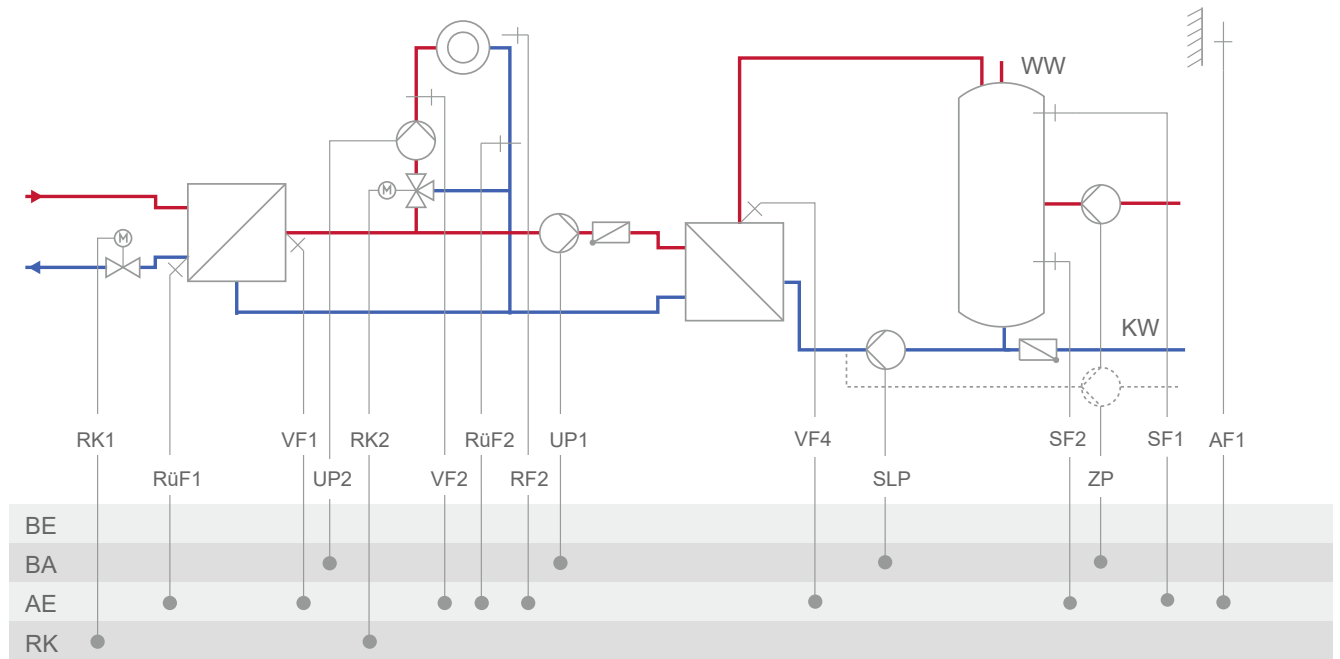 WW
M
M
KW
RK1 VF1 RK2 RüF2 UP1 VF4 SF2 SF1 AF1
RüF1 UP2 VF2 RF2 SLP ZP
BE
BA
AE
RK